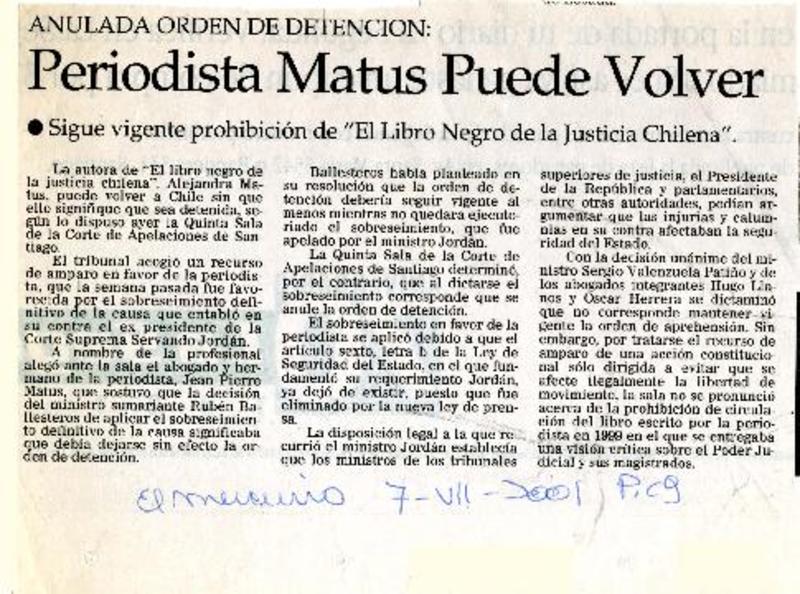 ANULADA ORDEN DE DETENCION:
Periodista Matus Puede Volver
● Sigue vigente prohibición de "El Libro Negro de la Justicia Chilena".
La autora de "El libro negro de
la justicia chilena", Alejandra Ma-
tus, puede volver a Chile sin que
elle signifique que sea detenida, se-
gún lo dispuso ayer la Quinta Sala
de la Corte de Apelaciones de San-
tiago.
El tribunal acogió un recurso
de amparo en favor de la periodis-
ta, que la semana pasada fue favo-
recida por el sobreseimiento defi-
nitivo de la causa que entabló en
su contra el ex presidente de la
Corte Suprema Servando Jordán.
A nombre de la profesional
alegó ante la sala el abogado y her-
mano de la periodista, Jean Pierre
Matus, que sostuvo que la decisión
del ministro sumariante Rubén Ba-
llesteros de aplicar el sobreseimien-
to definitivo de la causa significaba
que debía dejarse sin efecto la or-
den de detención.
Ballesteros había planteado en
su resolución que la orden de de-
tención debería seguir vigente al
menos mientras no quedara ejecuto-
riado el sobreseimiento, que fue
apelado por el ministro Jordán.
La Quinta Sala de la Corte de
Apelaciones de Santiago determinó,
por el contrario, que al dictarse el
sobreseimiento corresponde que se
anule la orden de detención.
El sobreseimiento en favor de la
periodista se aplicó debido a que el
artículo sexto, letra b de la Ley de
Seguridad del Estado, en el que fun-
damentó su requerimiento Jordán,
ya dejó de existir, puesto que fue
eliminado por la nueva ley de pren-
sa.
La disposición legal a la que re-
currió el ministro Jordán establecía
que los ministros de los tribunales
superiores de justicia, el Presidente
de la República y parlamentarios,
entre otras autoridades, podían ar-
gumentar que las injurias y calum-
nias en su contra afectaban la segu-
ridad del Estado.
Con la decisión unánime del mi-
nistro Sergio Valenzuela Patiño y de
los abogados integrantes Hugo Lla-
nos y Oscar Herrera se dictaminó
que no corresponde mantener vi-
gente la orden de aprehensión. Sin
embargo, por tratarse el recurso de
amparo de una acción constitucio-
nal sólo dirigida a evitar que se
afecte ilegalmente la libertad de
movimiento, la sala no se pronunció
acerca de la prohibición de circula-
ción del libro escrito por la perio-
dista en 1999 en el que se entregaba
una visión crítica sobre el Poder Ju-
dicial y sus magistrados.
El mercurio 7-VII-2001 P.C9